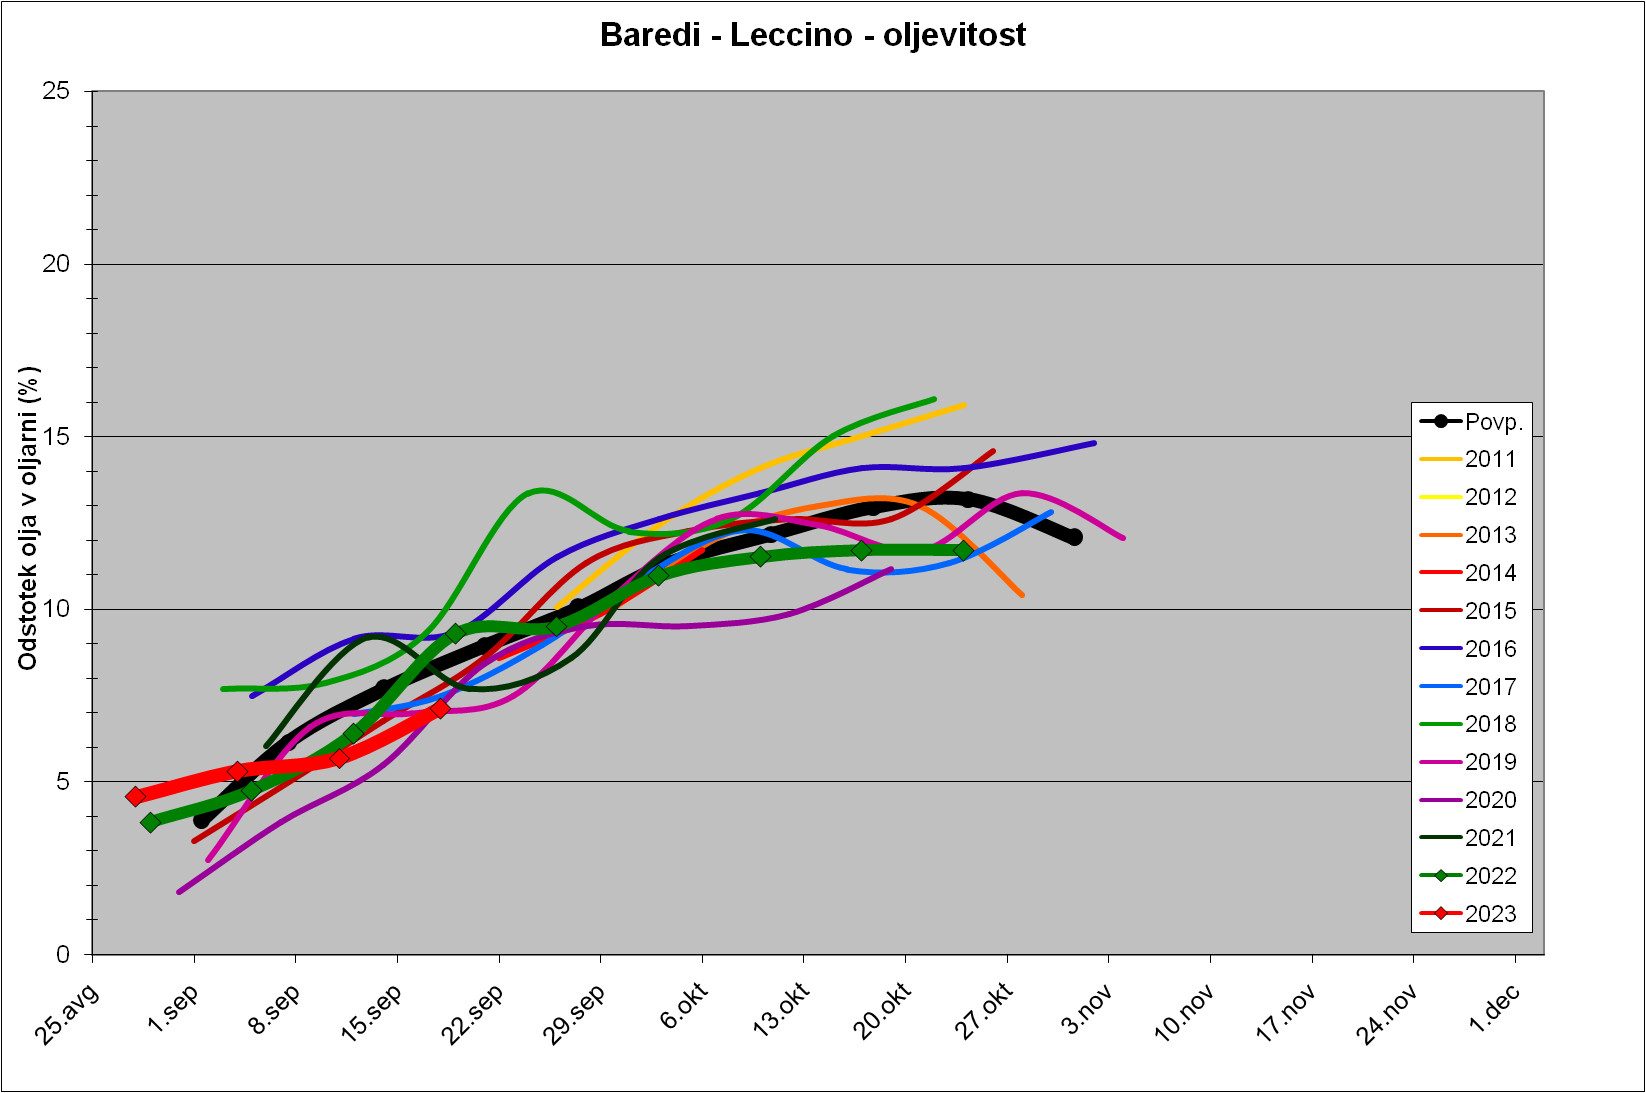 Baredi - Leccino - oljevitost
Odstotek olja v oljarni (%)
25
20
15
10
5
0
25.avg
1.sep
8.sep
15.sep
22.sep
29.sep
6.okt
13.okt
20.okt
27.okt
3.nov
10.nov
17.nov
24.nov
1.dec
Povp.
2011
2012
2013
2014
2015
2016
2017
2018
2019
2020
2021
2022
2023